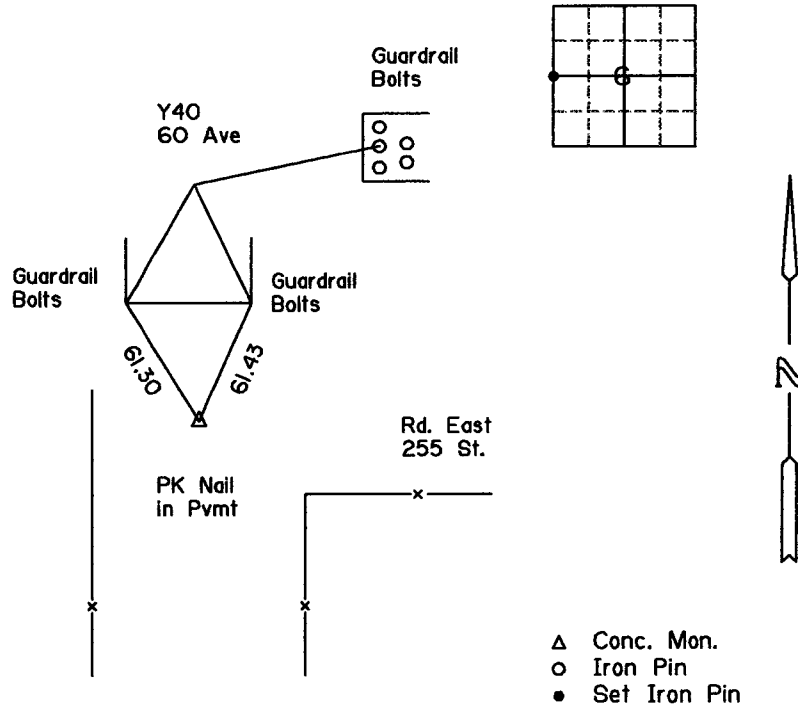 Guardrail
Bolts
6
Y40
60 Ave
Guardrail
Bolts
Guardrail
Bolts
61.30
61.43
N
Rd. East
255 St.
PK Nail
in Pvmt
Conc. Mon.
Iron Pin
Set Iron Pin